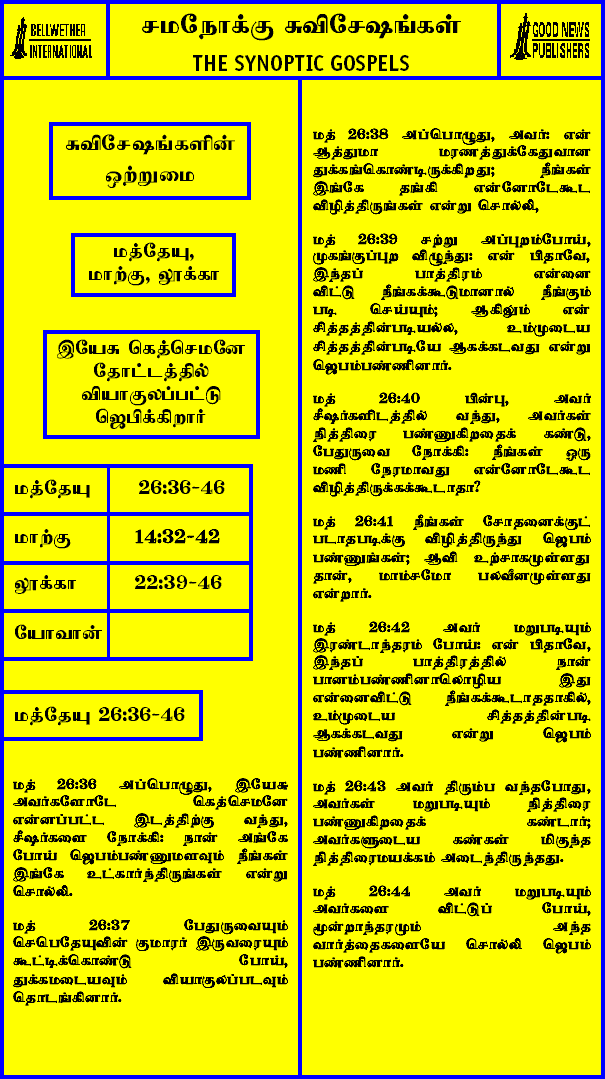 BELLWETHER
INTERNATIONAL
சமநோக்கு சுவிசேஷங்கள்
THE SYNOPTIC GOSPELS
GOOD NEWS
PUBLISHERS
சுவிசேஷங்களின்
ஒற்றுமை
மத்தேயு,
மாற்கு, லூக்கா
இயேசு கெத்செமனே
தோட்டத்தில்
வியாகுலப்பட்டு
ஜெபிக்கிறார்
மத்தேயு 26:36-46
மாற்கு 14:32-42
லூக்கா 22:39-46
யோவான்
மத்தேயு 26:36-46
மத் 26:36 அப்பொழுது, இயேசு
அவர்களோடே கெத்செமனே
என்னப்பட்ட இடத்திற்கு வந்து,
சீஷர்களை நோக்கி: நான் அங்கே
போய் ஜெபம்பண்ணுமளவும் நீங்கள்
இங்கே உட்கார்ந்திருங்கள் என்று
சொல்லி.
மத் 26:37 பேதுருவையும்
செபெதேயுவின் குமாரர் இருவரையும்
கூட்டிக்கொண்டு போய்,
துக்கமடையவும் வியாகுலப்படவும்
தொடங்கினார்.
மத் 26:38 அப்பொழுது, அவர்: என்
ஆத்துமா மரணத்துக்கேதுவான
துக்கங்கொண்டிருக்கிறது; நீங்கள்
இங்கே தங்கி என்னோடேகூட
விழித்திருங்கள் என்று சொல்லி,
மத் 26:39 சற்று அப்புறம்போய்,
முகங்குப்புற விழுந்து: என் பிதாவே,
இந்தப் பாத்திரம் என்னை
விட்டு நீங்கக்கூடுமானால் நீங்கும்
படி செய்யும்; ஆகிலும் என்
சித்தத்தின்படியல்ல, உம்முடைய
சித்தத்தின்படியே ஆகக்கடவது என்று
ஜெபம்பண்ணினார்.
மத் 26:40 பின்பு, அவர்
சீஷர்களிடத்தில் வந்து, அவர்கள்
நித்திரை பண்ணுகிறதைக் கண்டு,
பேதுருவை நோக்கி: நீங்கள் ஒரு
மணி நேரமாவது என்னோடேகூட
விழித்திருக்கக்கூடாதா?
மத் 26:41 நீங்கள் சோதனைக்குட்
படாதபடிக்கு விழித்திருந்து ஜெபம்
பண்ணுங்கள்; ஆவி உற்சாகமுள்ளது
தான், மாம்சமோ பலவீனமுள்ளது
என்றார்.
மத் 26:42 அவர் மறுபடியும்
இரண்டாந்தரம் போய்: என் பிதாவே,
இந்தப் பாத்திரத்தில் நான்
பானம்பண்ணினாலொழிய இது
என்னைவிட்டு நீங்கக்கூடாததாகில்,
உம்முடைய சித்தத்தின்படி
ஆகக்கடவது என்று ஜெபம்
பண்ணினார்.
மத் 26:43 அவர் திரும்ப வந்தபோது,
அவர்கள் மறுபடியும் நித்திரை
பண்ணுகிறதைக் கண்டார்;
அவர்களுடைய கண்கள் மிகுந்த
நித்திரைமயக்கம் அடைந்திருந்தது.
மத் 26:44 அவர் மறுபடியும்
அவர்களை விட்டுப் போய்,
மூன்றாந்தரமும் அந்த
வார்த்தைகளையே சொல்லி ஜெபம்
பண்ணினார்.